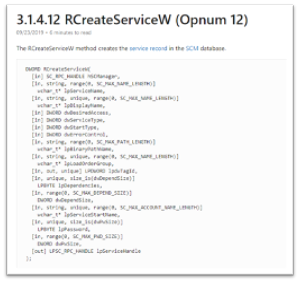 3.1.4.12 RCreateServiceW (Opnum 12)
09/23/2019 • 6 minutes to read
The RCreateServiceW method creates the service record in the SCM database.
DWORD RCreateServiceW(
[in] SC_RPC_HANDLE hSCManager,
[in, string, range(0, SC_MAX_NAME_LENGTH)]
wchar_t* lpServiceName,
[in, string, unique, range(0, SC_MAX_NAME_LENGTH)]
wchar_t* lpDisplayName,
[in] DWORD dwDesiredAccess,
[in] DWORD dwServiceType,
[in] DWORD dwStartType,
[in] DWORD dwErrorControl,
[in, string, range(0, SC_MAX_PATH_LENGTH)]
wchar_t* lpBinaryPathName,
[in, string, unique, range(0, SC_MAX_NAME_LENGTH)]
wchar_t* lpLoadOrderGroup,
[in, out, unique] LPDWORD lpdwTagId,
[in, unique, size_is(dwDependSize)]
LPBYTE lpDependencies,
[in, range(0, SC_MAX_DEPEND_SIZE)]
DWORD dwDependSize,
[in, string, unique, range(0, SC_MAX_ACCOUNT_NAME_LENGTH)]
wchar_t* lpServiceStartName,
[in, unique, size_is(dwPwSize)]
LPBYTE lpPassword,
[in, range(0, SC_MAX_PWD_SIZE)]
DWORD dwPwSize,
[out] LPSC_RPC_HANDLE lpServiceHandle
);